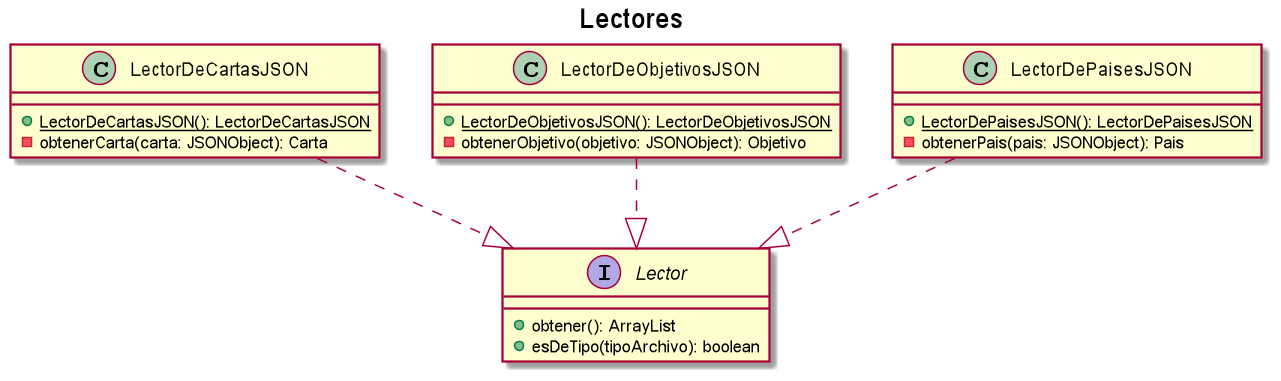 Lectores
C LectorDeCartasJSON
LectorDeCartasJSON(): LectorDeCartasJSON
obtenerCarta(carta: JSONObject): Carta
C LectorDeObjetivosJSON
LectorDeObjetivosJSON(): LectorDeObjetivosJSON
obtenerObjetivo(objetivo: JSONObject): Objetivo
C LectorDePaisesJSON
LectorDePaisesJSON(): LectorDePaisesJSON
obtenerPais(pais: JSONObject): Pais
I Lector
obtener(): ArrayList
esDeTipo(tipoArchivo): boolean